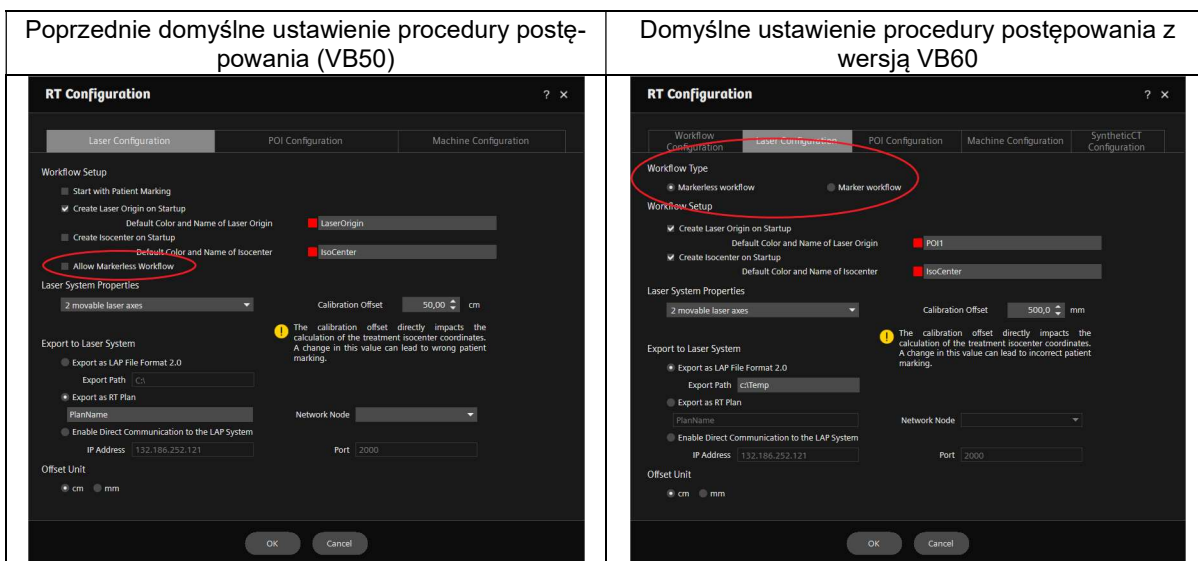 Poprzednie domyślne ustawienie procedury postę-
powania (VB50)
RT Configuration
? ×
Laser Configuration
POI Configuration
Machine Configuration
Workflow Setup
Start with Patient Marking
Create Laser Origin on Startup
Default Color and Name of Laser Origin
LaserOrigin
Create Isocenter on Startup
Default Color and Name of Isocenter
IsoCenter
Allow Markerless Workflow
Laser System Properties
2 movable laser axes
Calibration Offset
50,00
cm
! The calibration offset directly impacts the
calculation of the treatment isocenter coordinates.
A change in this value can lead to wrong patient
marking.
Export to Laser System
Export as LAP File Format 2.0
Export Path
C:\
Export as RT Plan
PlanName
Network Node
Enable Direct Communication to the LAP System
IP Address
132.186.252.121
Port
2000
Offset Unit
cm
mm
OK
Cancel
Domyślne ustawienie procedury postępowania z
wersją VB60
RT Configuration
? ×
Workflow
Configuration
Laser Configuration
POI Configuration
Machine Configuration
SyntheticCT
Configuration
Workflow Type
Markerless workflow
Marker workflow
Workflow Setup
Create Laser Origin on Startup
Default Color and Name of Laser Origin
POI1
Create Isocenter on Startup
Default Color and Name of Isocenter
IsoCenter
Laser System Properties
2 movable laser axes
Calibration Offset
500,0
mm
! The calibration offset directly impacts the
calculation of the treatment isocenter coordinates.
A change in this value can lead to incorrect patient
marking.
Export to Laser System
Export as LAP File Format 2.0
Export Path
c:\Temp
Export as RT Plan
PlanName
Network Node
Enable Direct Communication to the LAP System
IP Address
132.186.252.121
Port
2000
Offset Unit
cm
mm
OK
Cancel